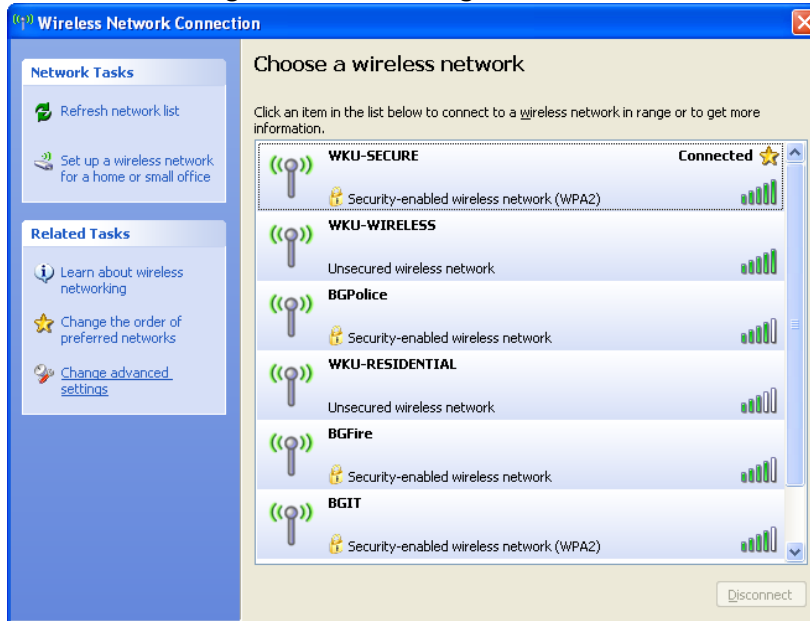 Wireless Network Connection
Network Tasks
Refresh network list
Set up a wireless network
for a home or small office
Related Tasks
Learn about wireless
networking
Change the order of
preferred networks
Change advanced
settings
Choose a wireless network
Click an item in the list below to connect to a wireless network in range or to get more
information.
WKU-SECURE Connected
Security-enabled wireless network (WPA2)
WKU-WIRELESS
Unsecured wireless network
BGPolice
Security-enabled wireless network
WKU-RESIDENTIAL
Unsecured wireless network
BGFire
Security-enabled wireless network
BGIT
Security-enabled wireless network (WPA2)
Disconnect